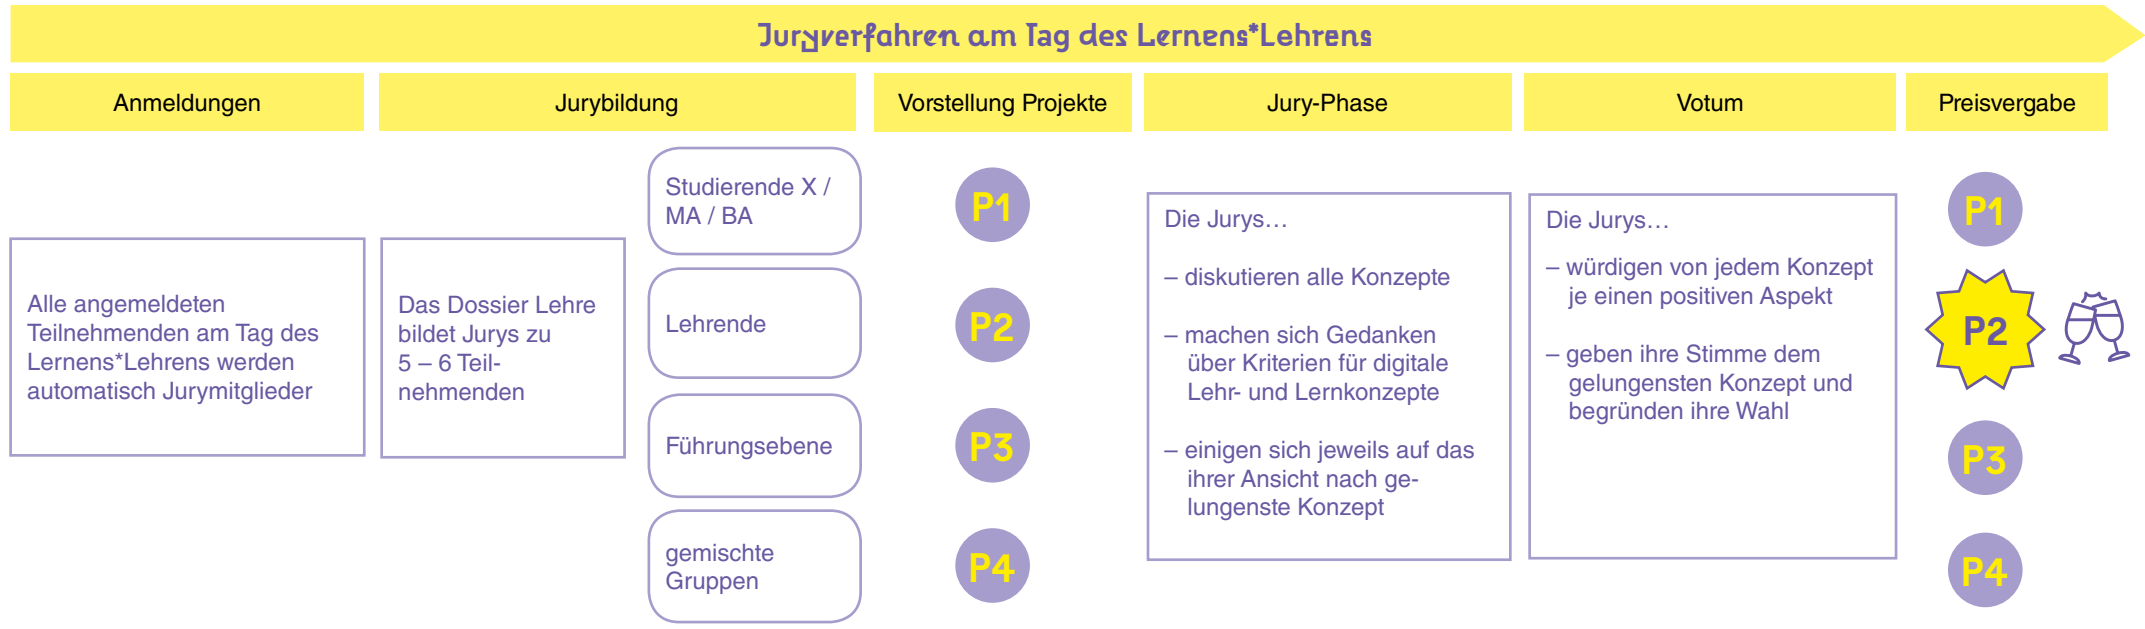 Juryverfahren am Tag des Lernens*Lehrens
Anmeldungen
Jurybildung
Vorstellung Projekte
Jury-Phase
Votum
Preisvergabe
Alle angemeldeten
Teilnehmenden am Tag des
Lernens*Lehrens werden
automatisch Jurymitglieder
Das Dossier Lehre
bildet Jurys zu
5 – 6 Teil-
nehmenden
Studierende X /
MA / BA
Lehrende
Führungsebene
gemischte
Gruppen
P1
P2
P3
P4
Die Jurys…
– diskutieren alle Konzepte
– machen sich Gedanken
über Kriterien für digitale
Lehr- und Lernkonzepte
– einigen sich jeweils auf das
ihrer Ansicht nach ge-
lungenste Konzept
Die Jurys…
– würdigen von jedem Konzept
je einen positiven Aspekt
– geben ihre Stimme dem
gelungensten Konzept und
begründen ihre Wahl
P1
P2
P3
P4